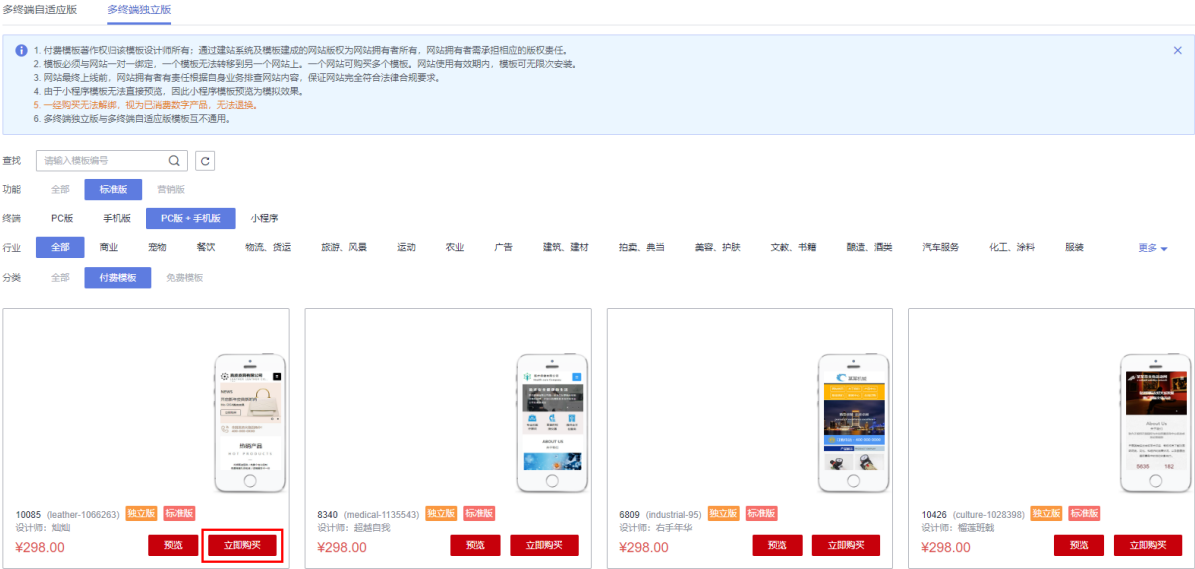 多终端自适应版 多终端独立版
1. 付费模板著作权归该模板设计师所有；通过建站系统及模板建成的网站版权为网站拥有者所有，网站拥有者需承担相应的版权责任。
2. 模板必须与网站一对一绑定，一个模板无法转移到另一个网站上。一个网站可购买多个模板。网站使用有效期内，模板可无限次安装。
3. 网站最终上线前，网站拥有者有责任根据自身业务排查网站内容，保证网站完全符合法律合规要求。
4. 由于小程序模板无法直接预览，因此小程序模板预览为模拟效果。
5. 一经购买无法解绑，视为已消费数字产品，无法退换。
6. 多终端独立版与多终端自适应版模板互不通用。
查找 请输入模板编号
功能 全部 标准版 营销版
终端 PC版 手机版 PC版 + 手机版 小程序
行业 全部 商业 宠物 餐饮 物流、货运 旅游、风景 运动 农业 广告 建筑、建材 拍卖、典当 美容、护肤 文教、书籍 酿造、酒类 汽车服务 化工、涂料 服装 更多
分类 全部 付费模板 免费模板
NEWS
热销产品
HOT PRODUCTS
ABOUT US
某某机械
About Us
5635 162
10085 (leather-1066263) 独立版 标准版
设计师：灿灿
¥298.00 预览 立即购买
8340 (medical-1135543) 独立版 标准版
设计师：超越自我
¥298.00 预览 立即购买
6809 (industrial-95) 独立版 标准版
设计师：右手年华
¥298.00 预览 立即购买
10426 (culture-1028398) 独立版 标准版
设计师：榴莲班戟
¥298.00 预览 立即购买